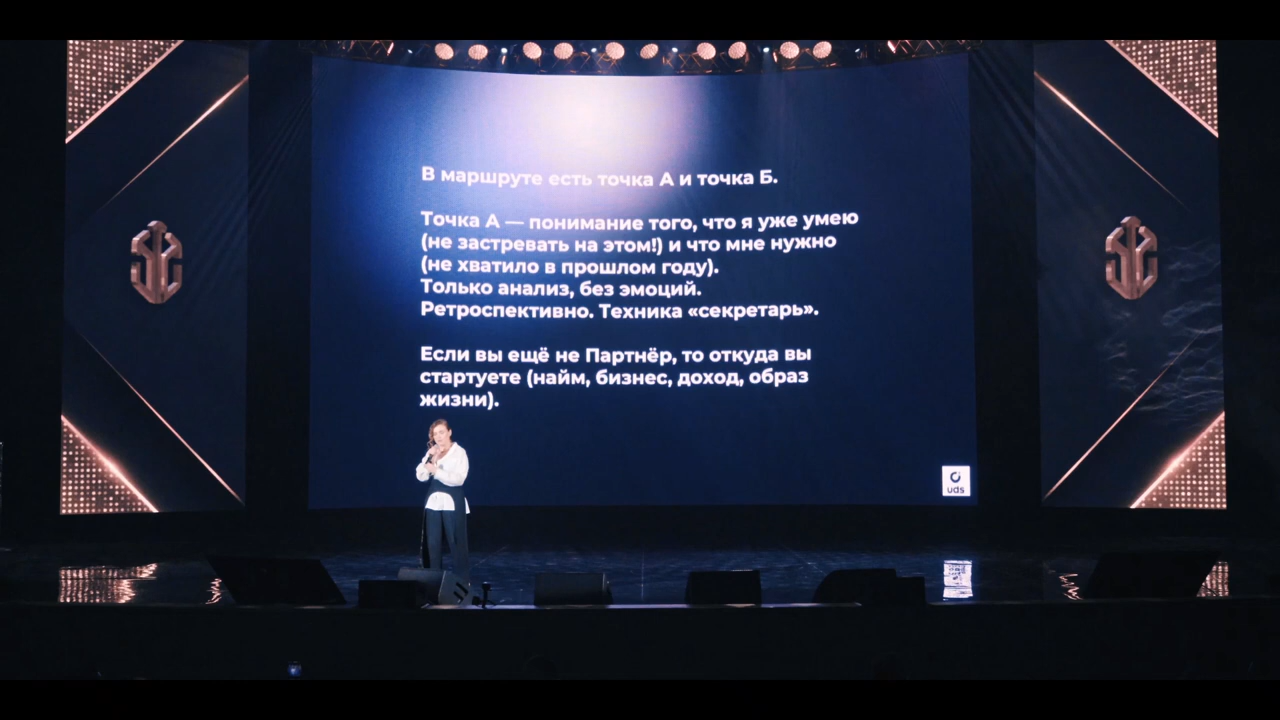 В маршруте есть точка А и точка Б.
Точка А — понимание того, что я уже умею
(не застревать на этом!) и что мне нужно
(не хватило в прошлом году).
Только анализ, без эмоций.
Ретроспективно. Техника «секретарь».
Если вы ещё не Партнёр, то откуда вы
стартуете (найм, бизнес, доход, образ
жизни).
uds